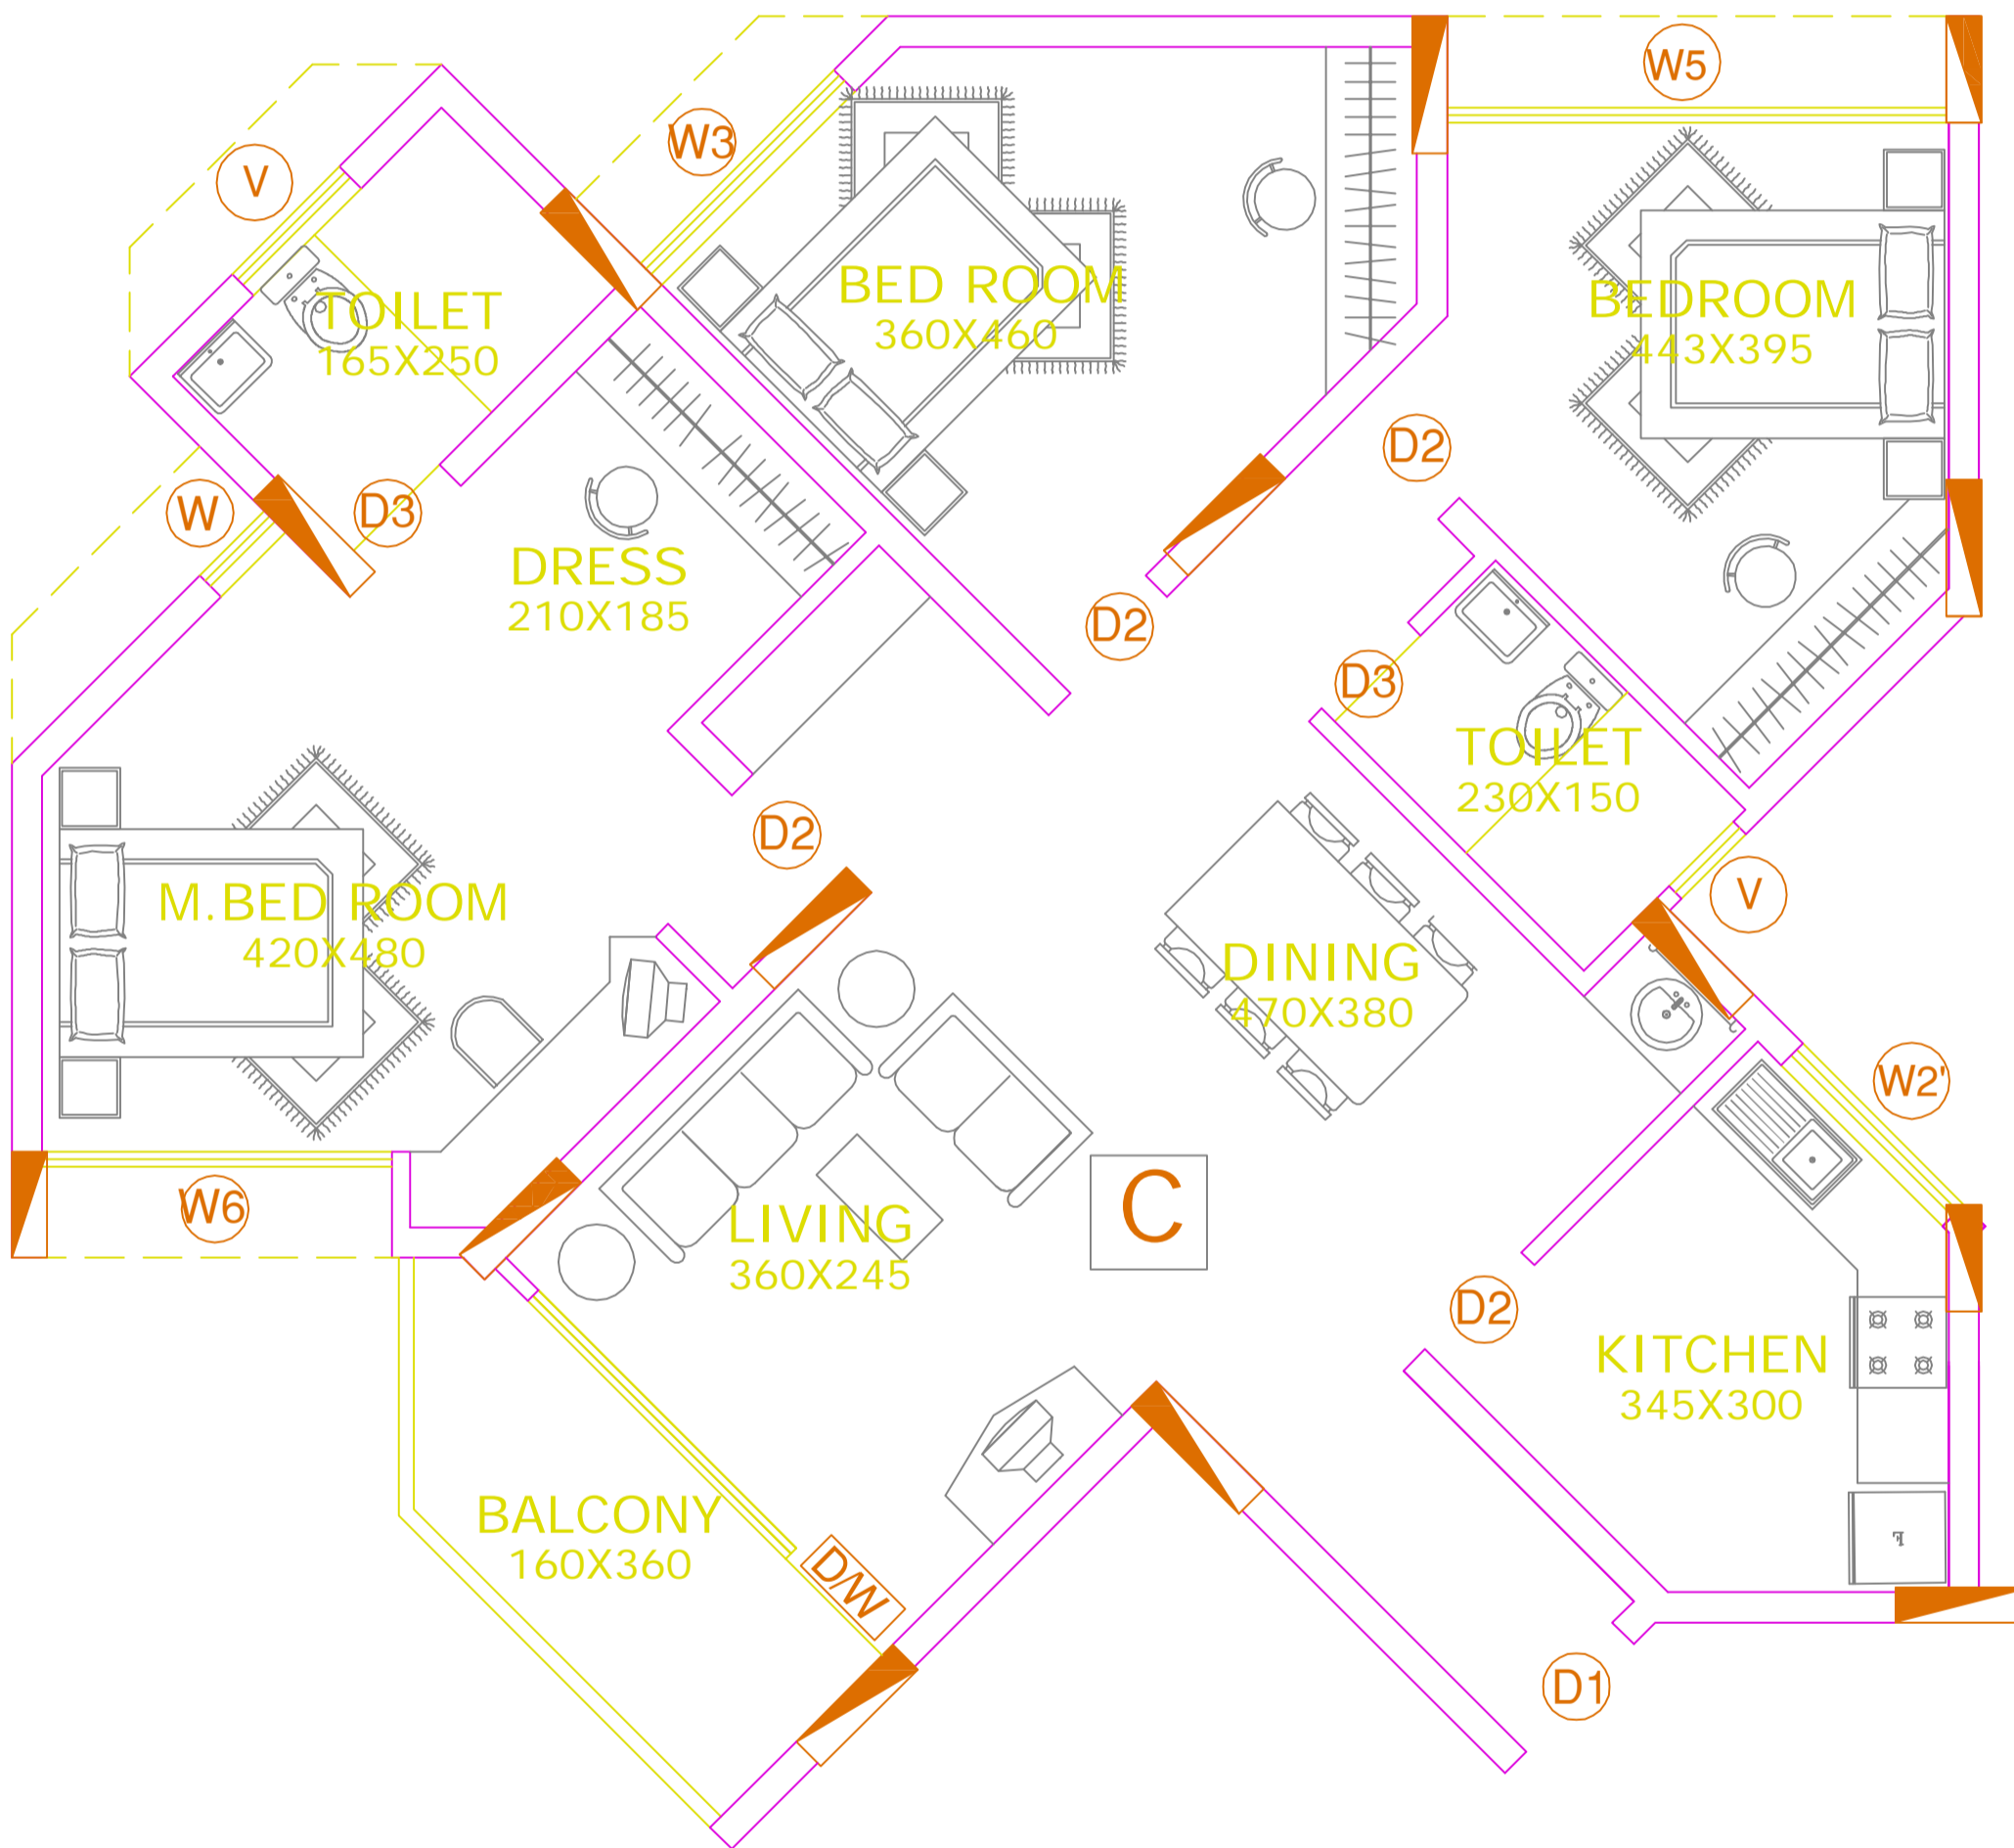 W5
W3
V
BED ROOM
360X460
BEDROOM
443X395
TOILET
165X250
D2
W
D3
DRESS
210X185
D2
D3
TOILET
230X150
D2
V
M.BED ROOM
420X480
DINING
470X380
W2'
W6
C
LIVING
360X245
D2
KITCHEN
345X300
BALCONY
160X360
D/W
F
D1